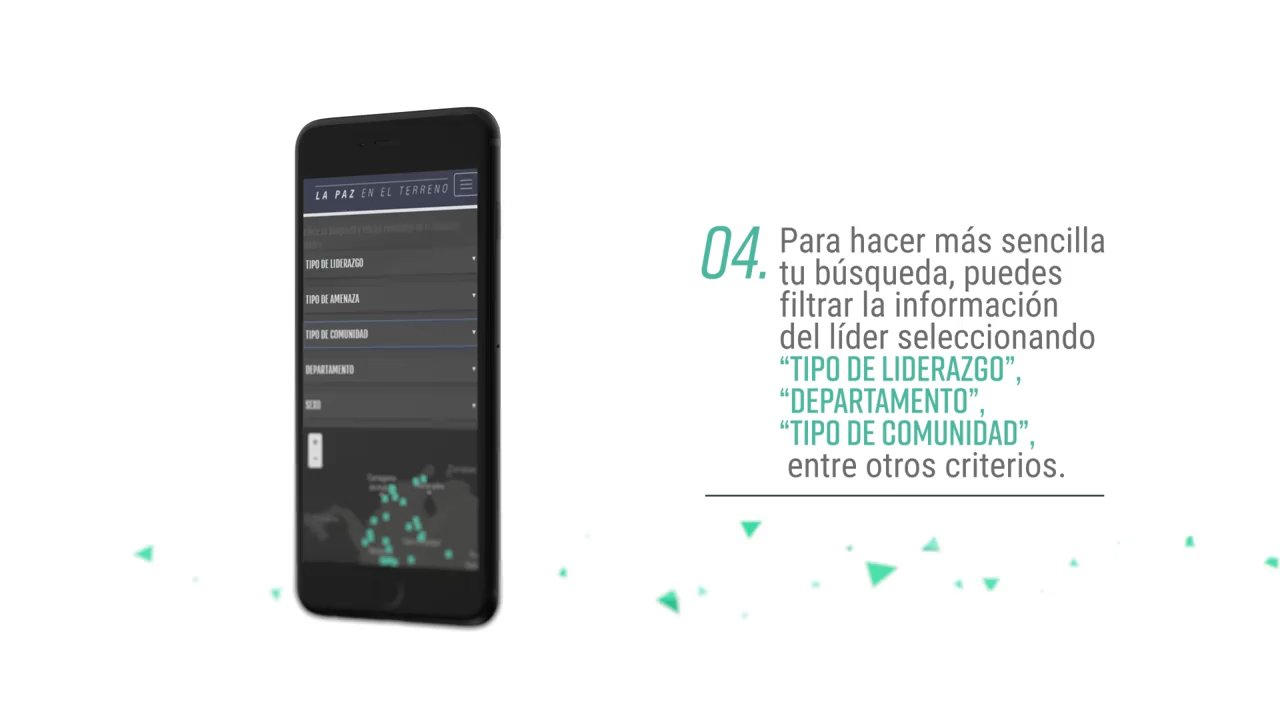 LA PAZ EN EL TERRENO
TIPO DE LIDERAZGO
TIPO DE AMENAZA
TIPO DE COMUNIDAD
DEPARTAMENTO
SEXO
Cartagena
04.
Para hacer más sencilla
tu búsqueda, puedes
filtrar la información
del líder seleccionando
“TIPO DE LIDERAZGO”,
“DEPARTAMENTO”,
“TIPO DE COMUNIDAD”,
entre otros criterios.